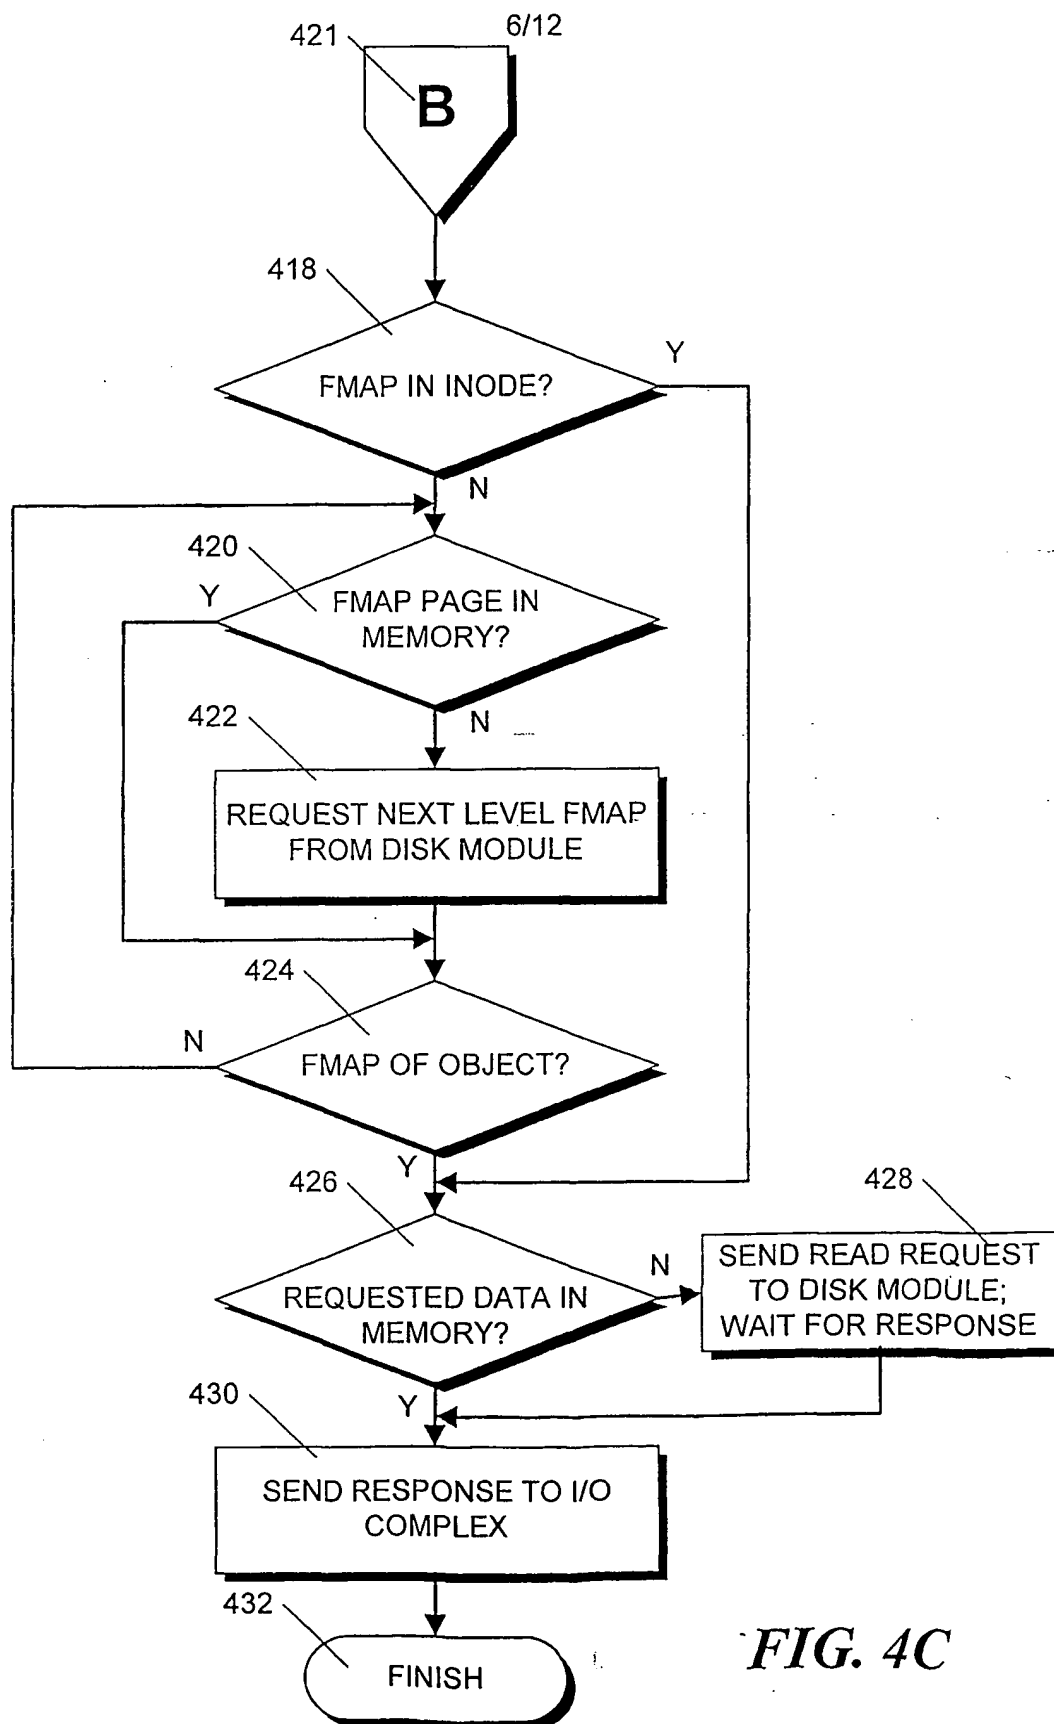 6/12
421
B
418
Y
FMAP IN INODE?
N
420
Y
FMAP PAGE IN
MEMORY?
422
N
REQUEST NEXT LEVEL FMAP
FROM DISK MODULE
424
N
FMAP OF OBJECT?
Y
426
428
N
SEND READ REQUEST
TO DISK MODULE;
WAIT FOR RESPONSE
REQUESTED DATA IN
MEMORY?
430
Y
SEND RESPONSE TO I/O
COMPLEX
432
FINISH
FIG. 4C